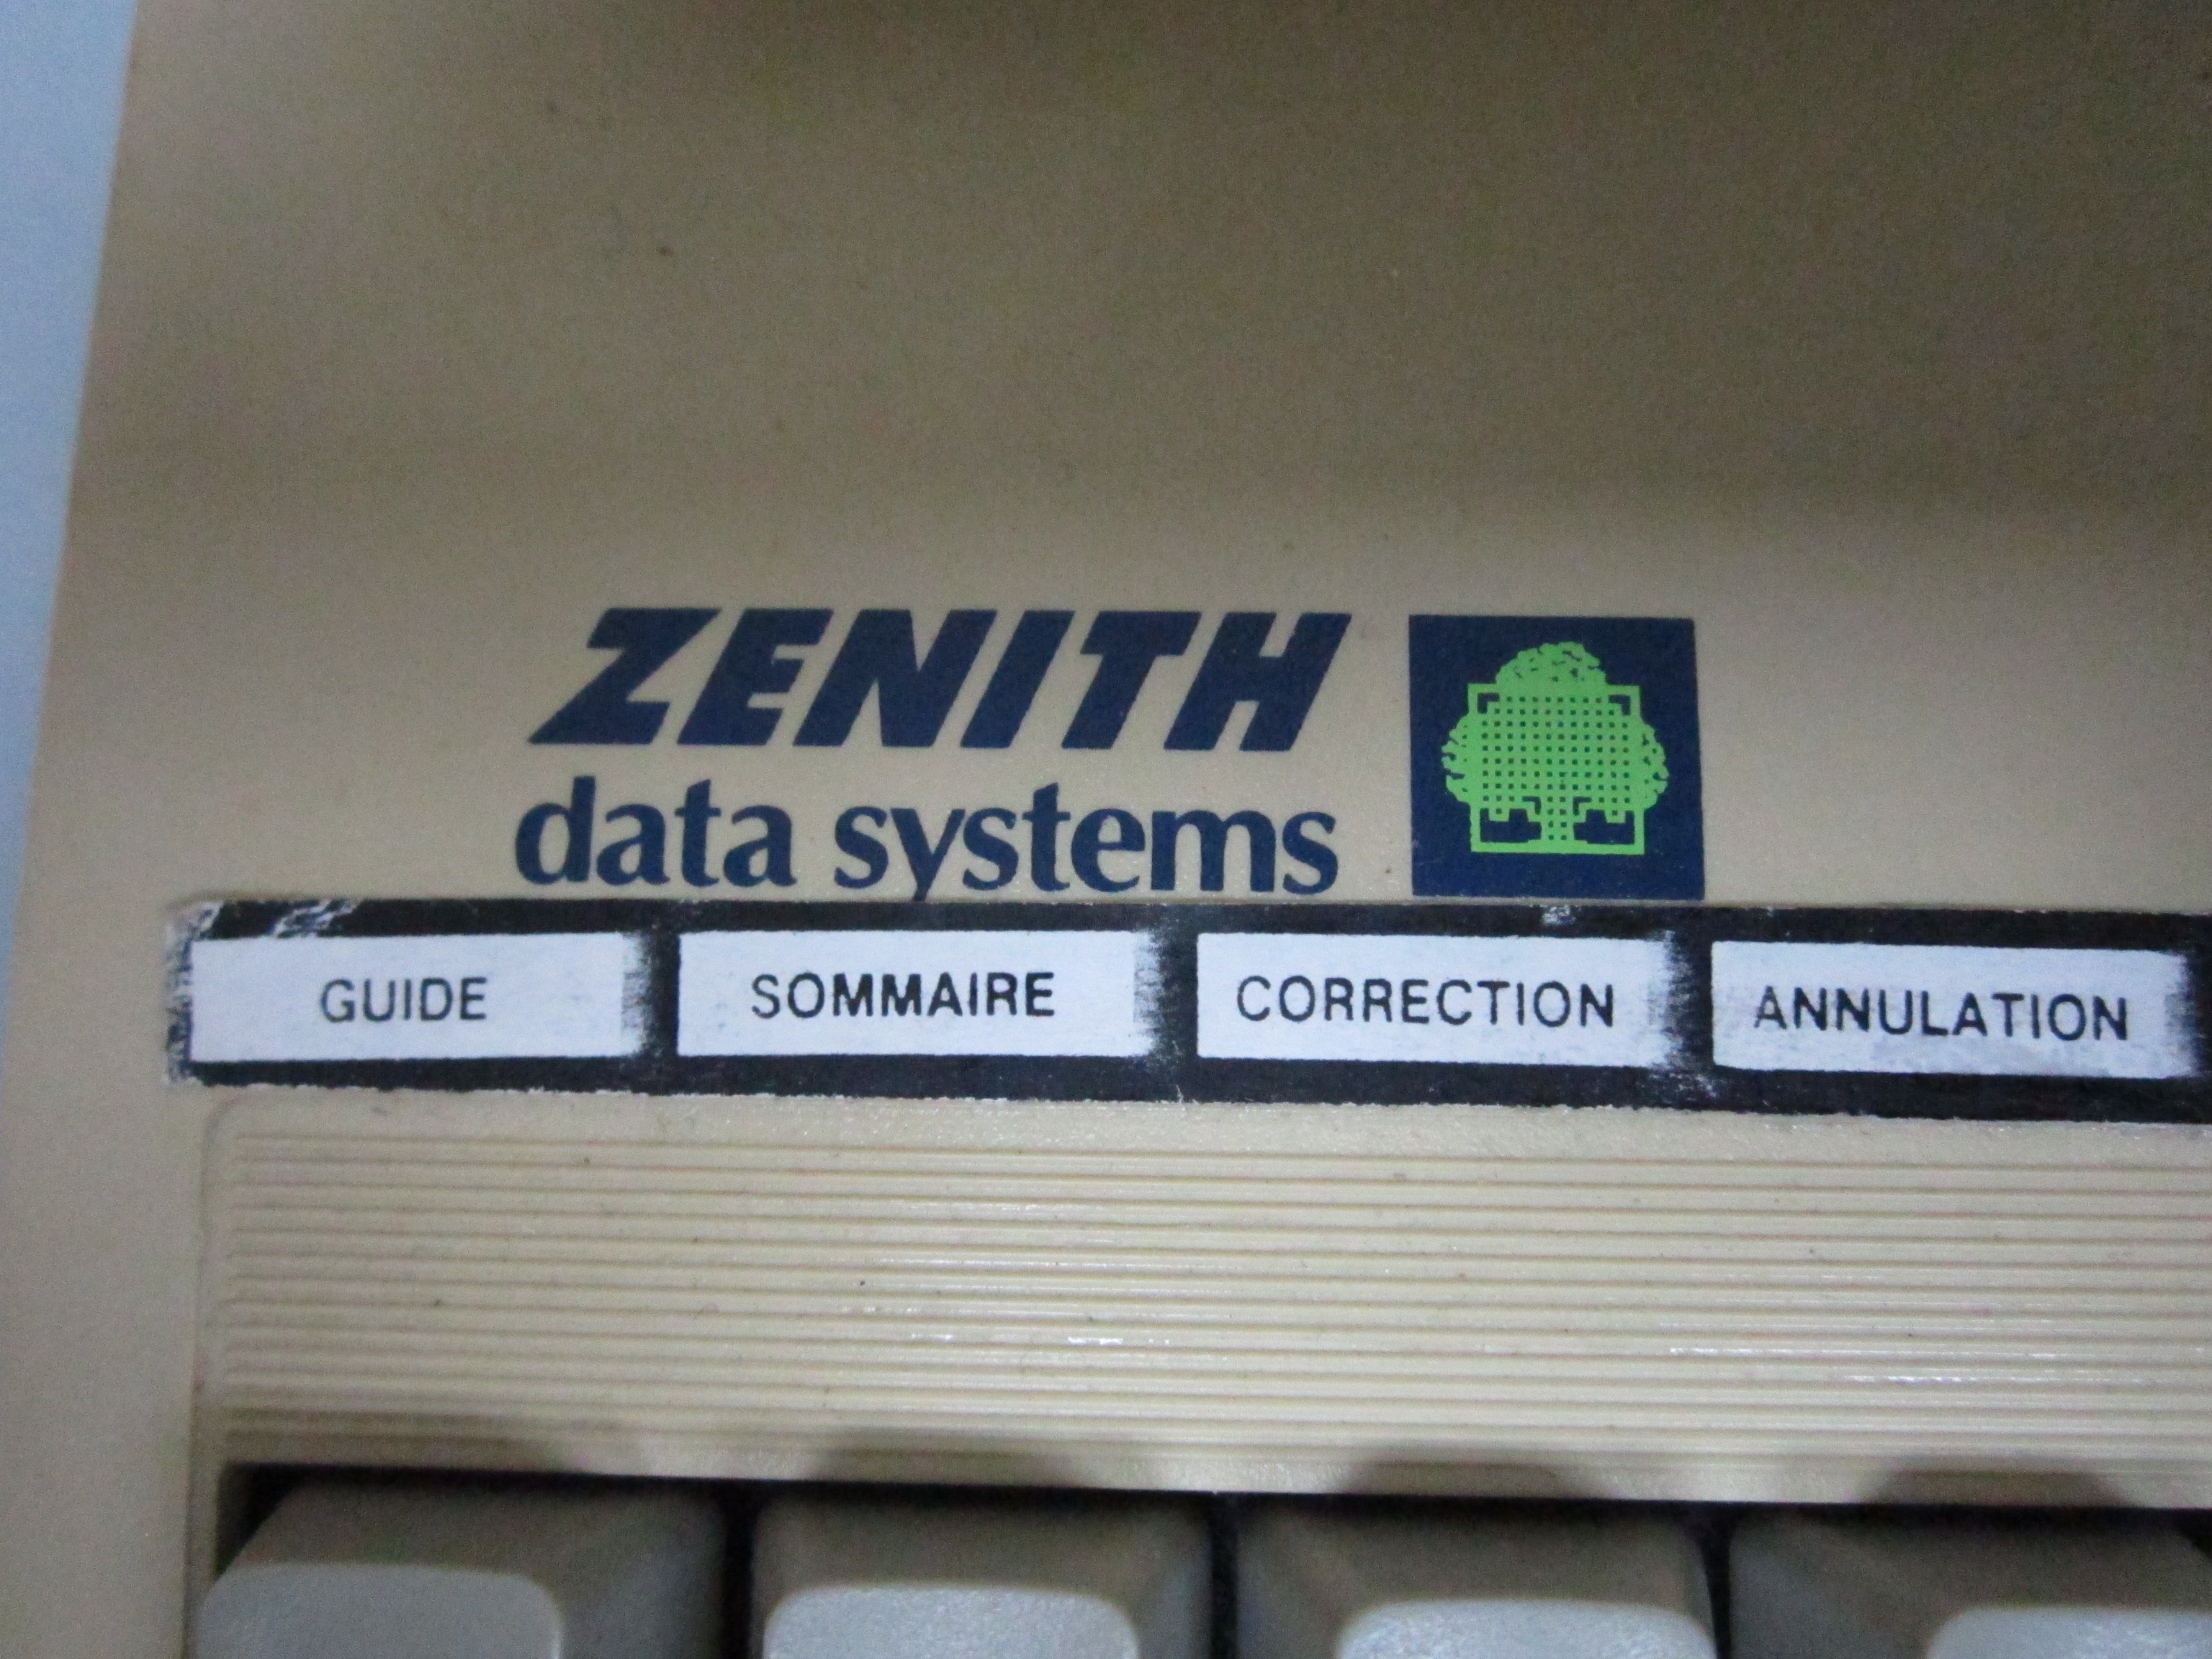 ZENITH
data systems
GUIDE SOMMAIRE CORRECTION ANNULATION